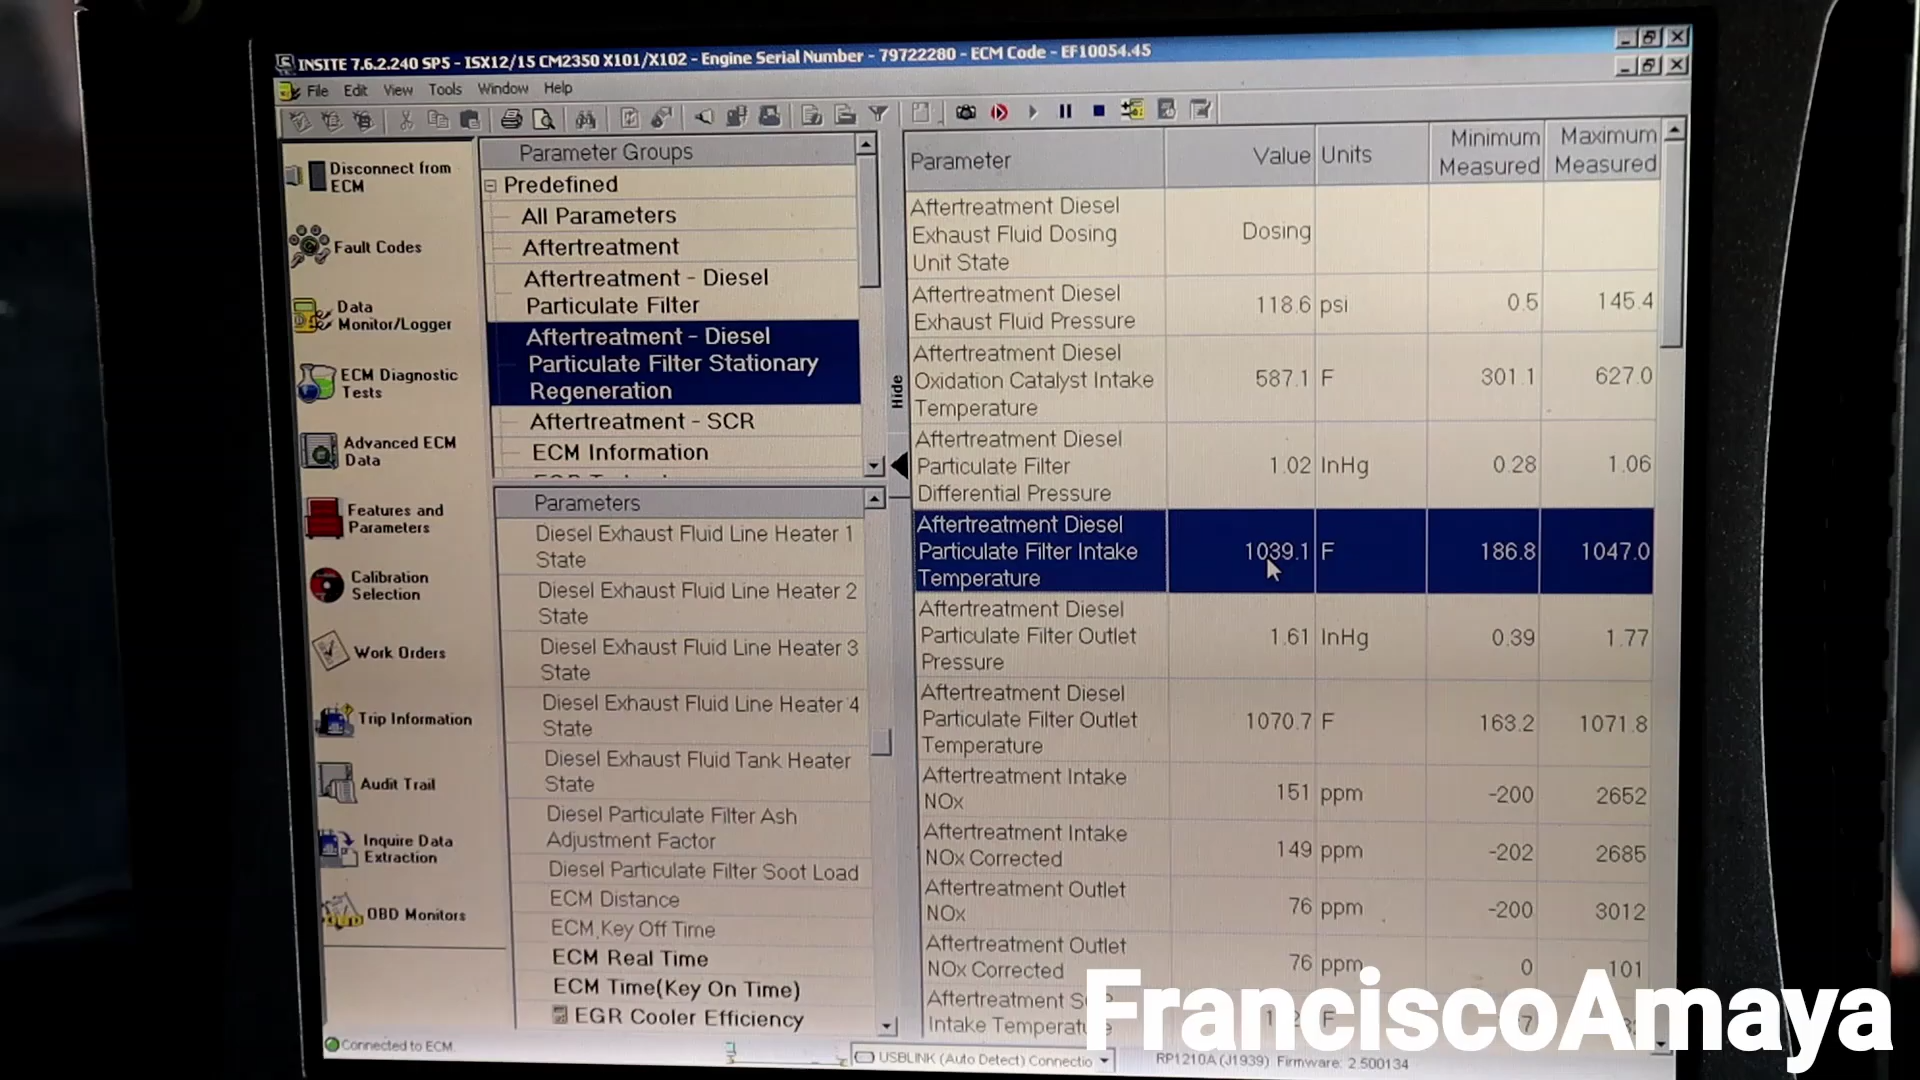 INSITE 7.6.2.240 SP5 - ISX12/15 CM2350 X101/X102 - Engine Serial Number - 79722280 - ECM Code - EF10054.45
File Edit View Tools Window Help
Disconnect from
ECM
Fault Codes
Data
Monitor/Logger
ECM Diagnostic
Tests
Advanced ECM
Data
Features and
Parameters
Calibration
Selection
Work Orders
Trip Information
Audit Trail
Inquire Data
Extraction
OBD Monitors
Parameter Groups
Predefined
All Parameters
Aftertreatment
Aftertreatment - Diesel
Particulate Filter
Aftertreatment - Diesel
Particulate Filter Stationary
Regeneration
Aftertreatment - SCR
ECM Information
Parameters
Diesel Exhaust Fluid Line Heater 1
State
Diesel Exhaust Fluid Line Heater 2
State
Diesel Exhaust Fluid Line Heater 3
State
Diesel Exhaust Fluid Line Heater 4
State
Diesel Exhaust Fluid Tank Heater
State
Diesel Particulate Filter Ash
Adjustment Factor
Diesel Particulate Filter Soot Load
ECM Distance
ECM Key Off Time
ECM Real Time
ECM Time(Key On Time)
EGR Cooler Efficiency
Hide
Parameter Value Units Minimum Measured Maximum Measured
Aftertreatment Diesel
Exhaust Fluid Dosing Dosing
Unit State
Aftertreatment Diesel
Exhaust Fluid Pressure 118.6 psi 0.5 145.4
Aftertreatment Diesel
Oxidation Catalyst Intake 587.1 F 301.1 627.0
Temperature
Aftertreatment Diesel
Particulate Filter 1.02 InHg 0.28 1.06
Differential Pressure
Aftertreatment Diesel
Particulate Filter Intake 1039.1 F 186.8 1047.0
Temperature
Aftertreatment Diesel
Particulate Filter Outlet 1.61 InHg 0.39 1.77
Pressure
Aftertreatment Diesel
Particulate Filter Outlet 1070.7 F 163.2 1071.8
Temperature
Aftertreatment Intake
NOx 151 ppm -200 2652
Aftertreatment Intake
NOx Corrected 149 ppm -202 2685
Aftertreatment Outlet
NOx 76 ppm -200 3012
Aftertreatment Outlet
NOx Corrected 76 ppm 0 101
Aftertreatment
Intake F
FranciscoAmaya
Connected to ECM
USBLINK (Auto Detect) Connectio
RP1210A (J1939) Firmware: 2.500134